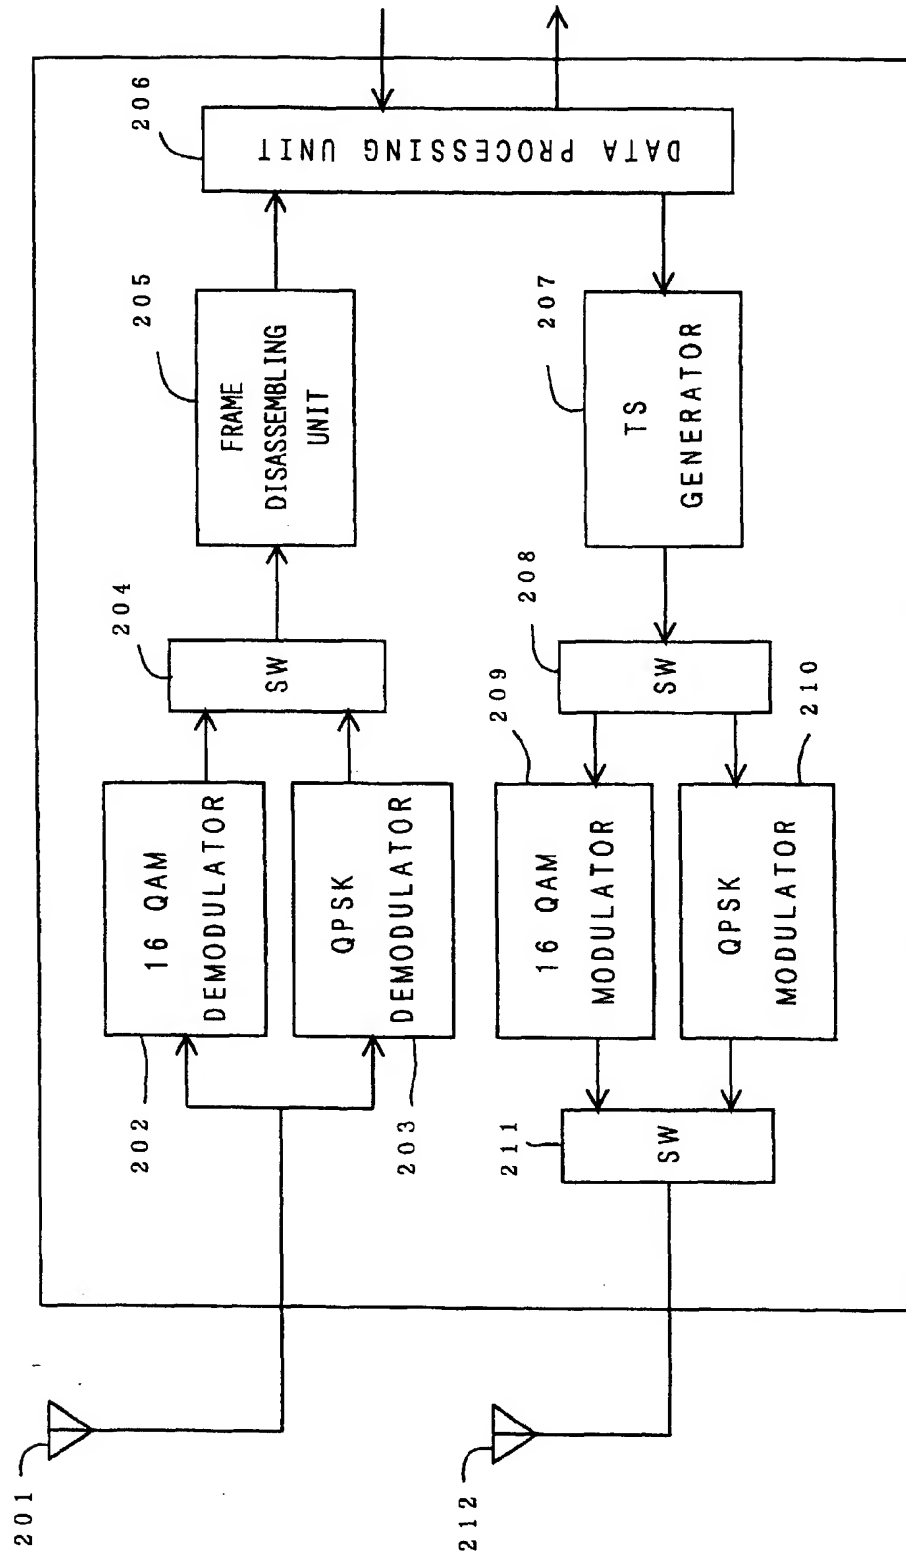 201
202
16 QAM
DEMODULATOR
203
QPSK
DEMODULATOR
204
SW
205
FRAME
DISASSEMBLING
UNIT
206
DATA PROCESSING UNIT
207
TS
GENERATOR
208
SW
209
16 QAM
MODULATOR
210
QPSK
MODULATOR
211
SW
212